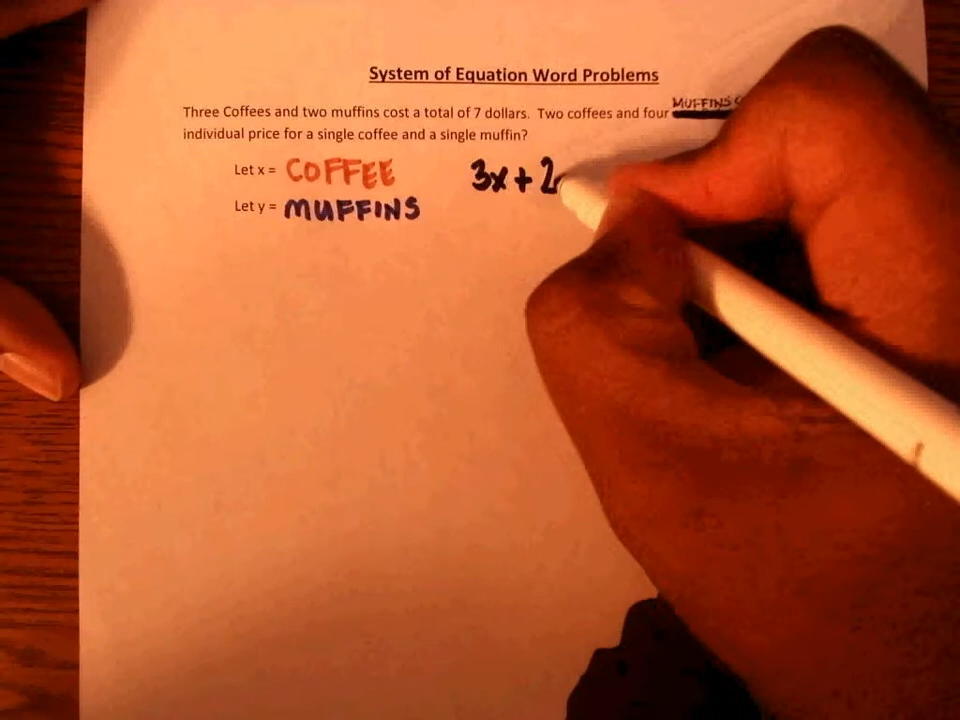 System of Equation Word Problems
Three Coffees and two muffins cost a total of 7 dollars. Two coffees and four MUFFINS
individual price for a single coffee and a single muffin?
Let x = COFFEE 3x + 2
Let y = MUFFINS